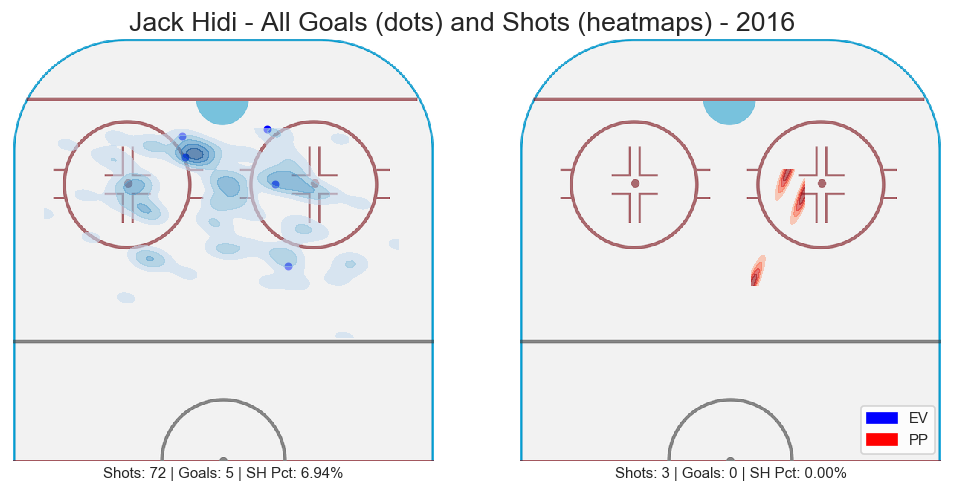 Jack Hidi - All Goals (dots) and Shots (heatmaps) - 2016
EV
PP
Shots: 72 | Goals: 5 | SH Pct: 6.94%
Shots: 3 | Goals: 0 | SH Pct: 0.00%